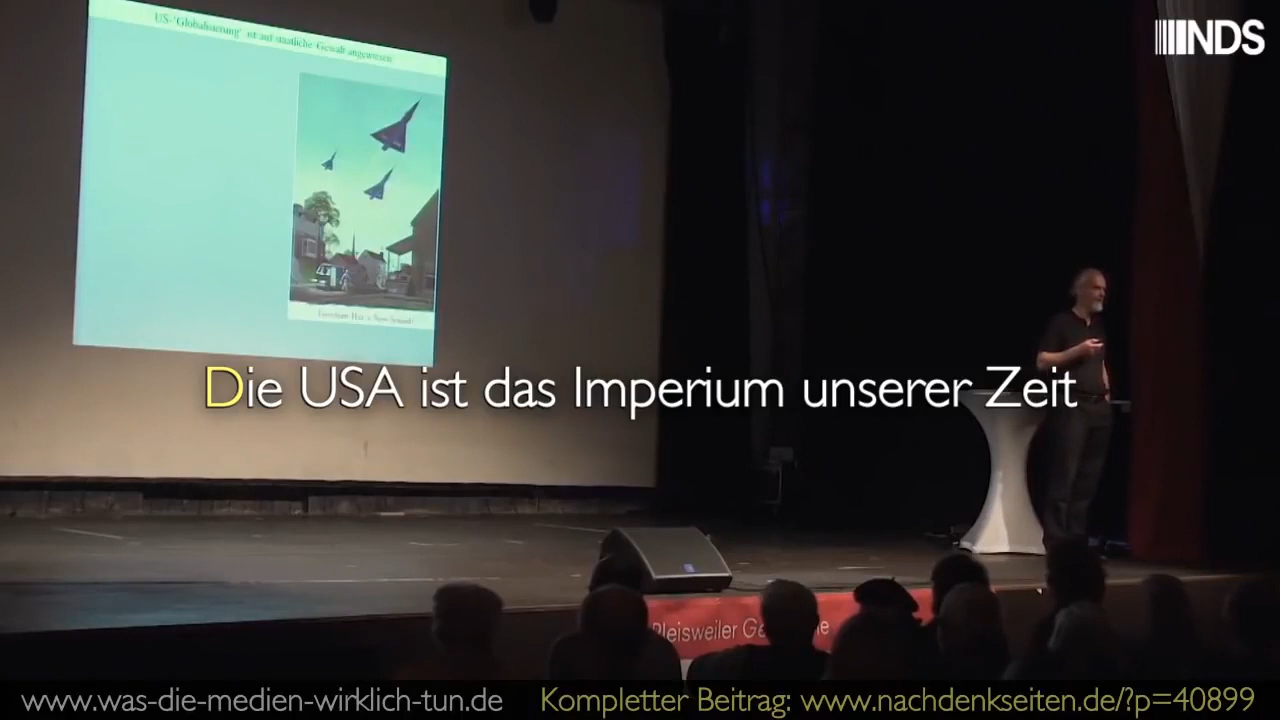 US-'Globalisierung' ist auf staatliche Gewalt angewiesen
NDS
Die USA ist das Imperium unserer Zeit
Pleisweiler Ge
www.was-die-medien-wirklich-tun.de
Kompletter Beitrag: www.nachdenkseiten.de/?p=40899